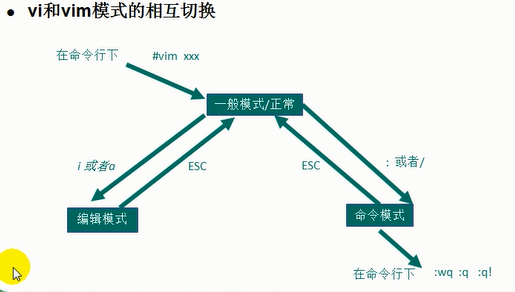 ● vi和vim模式的相互切换
在命令行下 #vim xxx
一般模式/正常
i 或者a
ESC
ESC
: 或者/
编辑模式
命令模式
在命令行下 :wq :q :q!